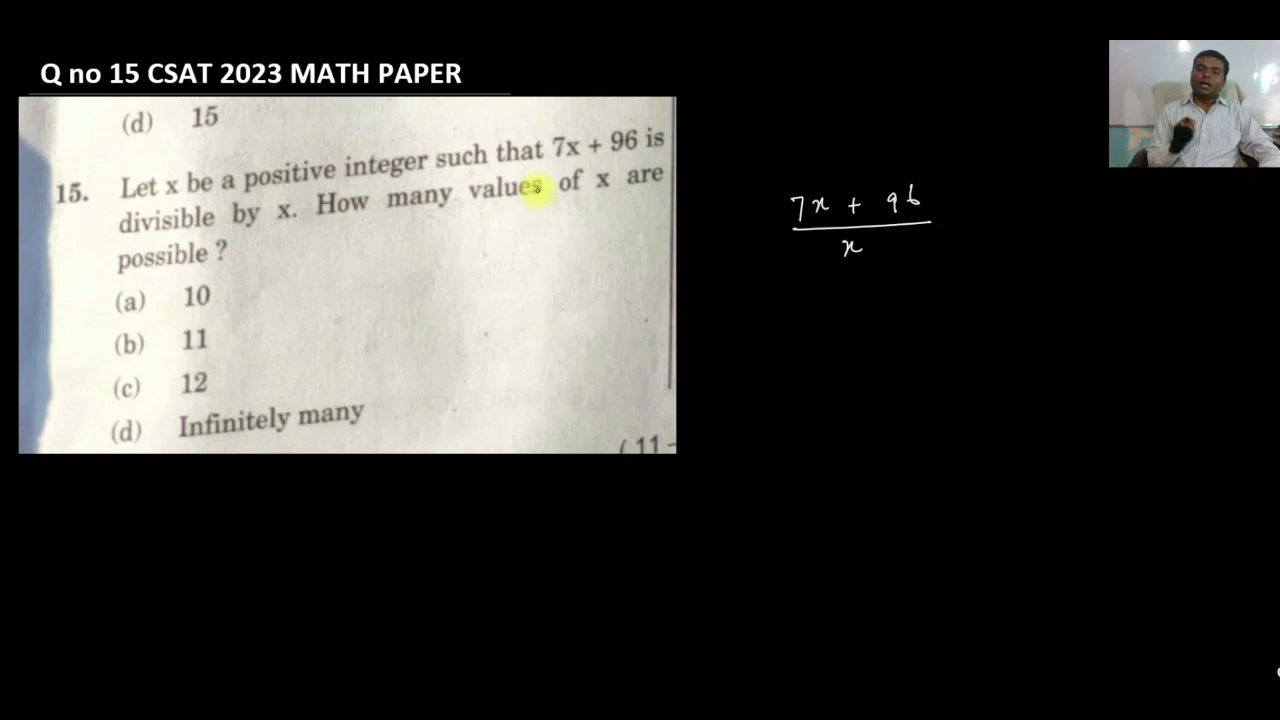 Q no 15 CSAT 2023 MATH PAPER
(d) 15
15. Let x be a positive integer such that 7x + 96 is
divisible by x. How many values of x are
possible ?
(a) 10
(b) 11
(c) 12
(d) Infinitely many
( 11 -
7x + 96
x